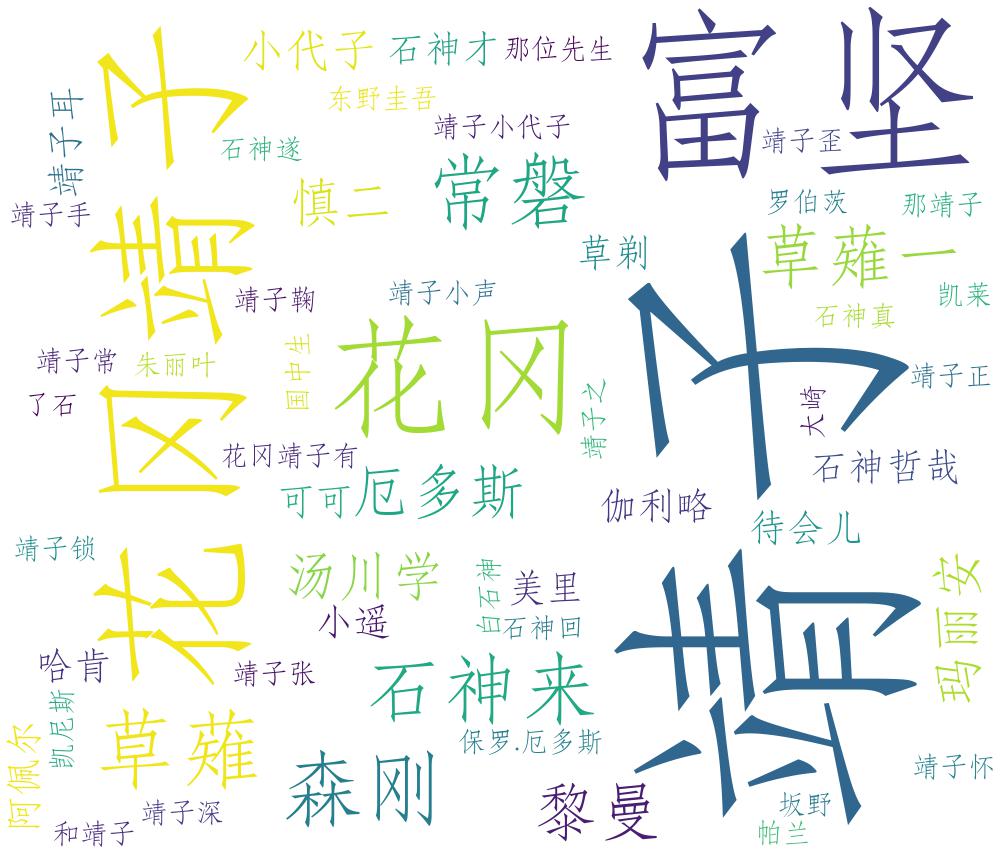 小代子
石神才
那位先生
富坚
东野圭吾
靖子耳
靖子小代子
靖子歪
石神遂
慎二
常磐
罗伯茨
那靖子
靖子手
草剃
草薙一
靖子鞠
靖子小声
凯莱
石神真
靖子常
朱丽叶
国中生
花冈
靖子之
大崎
靖子正
了石
花冈靖子
花冈靖子有
石神哲哉
可可
厄多斯
伽利略
待会儿
靖子
靖子锁
汤川学
白石神
美里
小遥
石神回
玛丽安
哈肯
靖子张
石神来
凯尼斯
阿佩尔
草薙
保罗.厄多斯
森刚
黎曼
靖子怀
靖子深
和靖子
坂野
帕兰